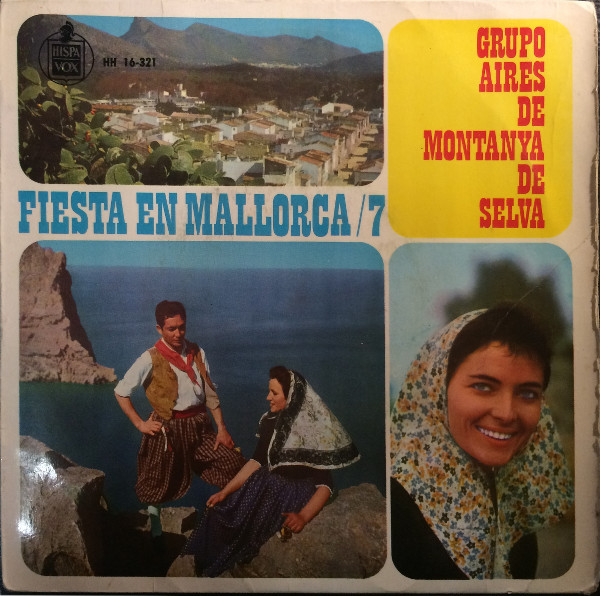 HISPA
VOX
HH 16-321
GRUPO
AIRES
DE
MONTANYA
DE
SELVA
FIESTA EN MALLORCA/7